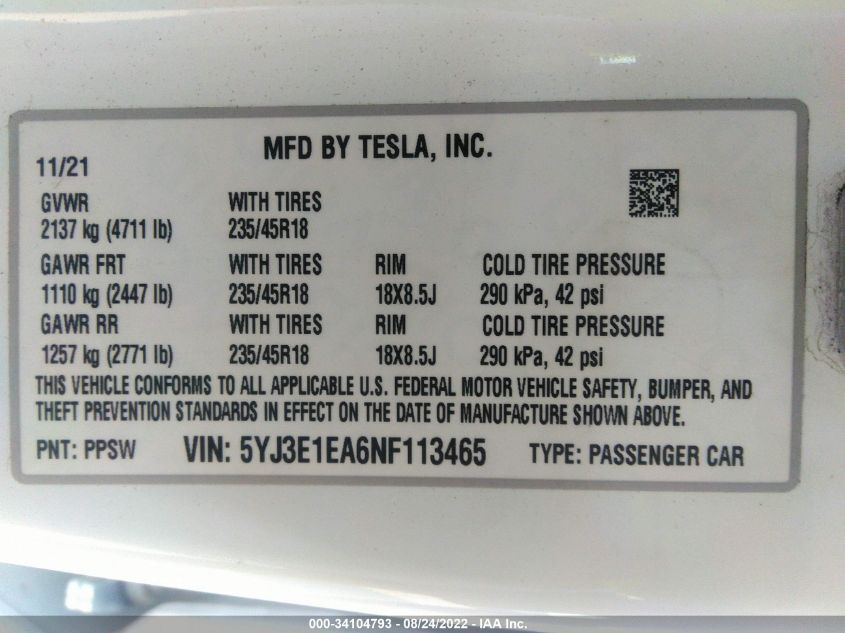 MFD BY TESLA, INC.
11/21
GVWR WITH TIRES
2137 kg (4711 lb) 235/45R18
GAWR FRT WITH TIRES RIM COLD TIRE PRESSURE
1110 kg (2447 lb) 235/45R18 18X8.5J 290 kPa, 42 psi
GAWR RR WITH TIRES RIM COLD TIRE PRESSURE
1257 kg (2771 lb) 235/45R18 18X8.5J 290 kPa, 42 psi
THIS VEHICLE CONFORMS TO ALL APPLICABLE U.S. FEDERAL MOTOR VEHICLE SAFETY, BUMPER, AND
THEFT PREVENTION STANDARDS IN EFFECT ON THE DATE OF MANUFACTURE SHOWN ABOVE.
PNT: PPSW VIN: 5YJ3E1EA6NF113465 TYPE: PASSENGER CAR
000-34104793 - 08/24/2022 - IAA Inc.